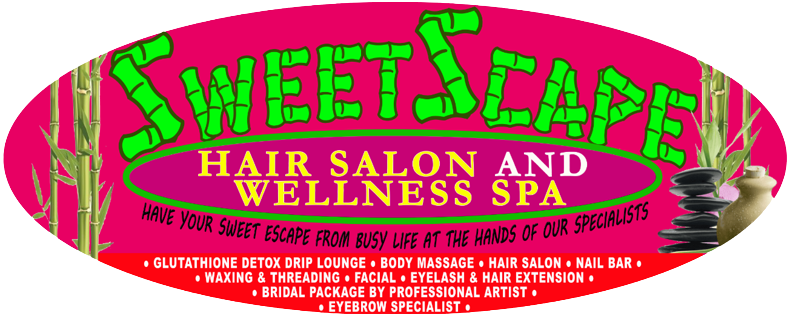 SWEETSCAPE
HAIR SALON AND
WELLNESS SPA
HAVE YOUR SWEET ESCAPE FROM BUSY LIFE AT THE HANDS OF OUR SPECIALISTS
• GLUTATHIONE DETOX DRIP LOUNGE • BODY MASSAGE • HAIR SALON • NAIL BAR •
• WAXING & THREADING • FACIAL • EYELASH & HAIR EXTENSION •
• BRIDAL PACKAGE BY PROFESSIONAL ARTIST •
• EYEBROW SPECIALIST •